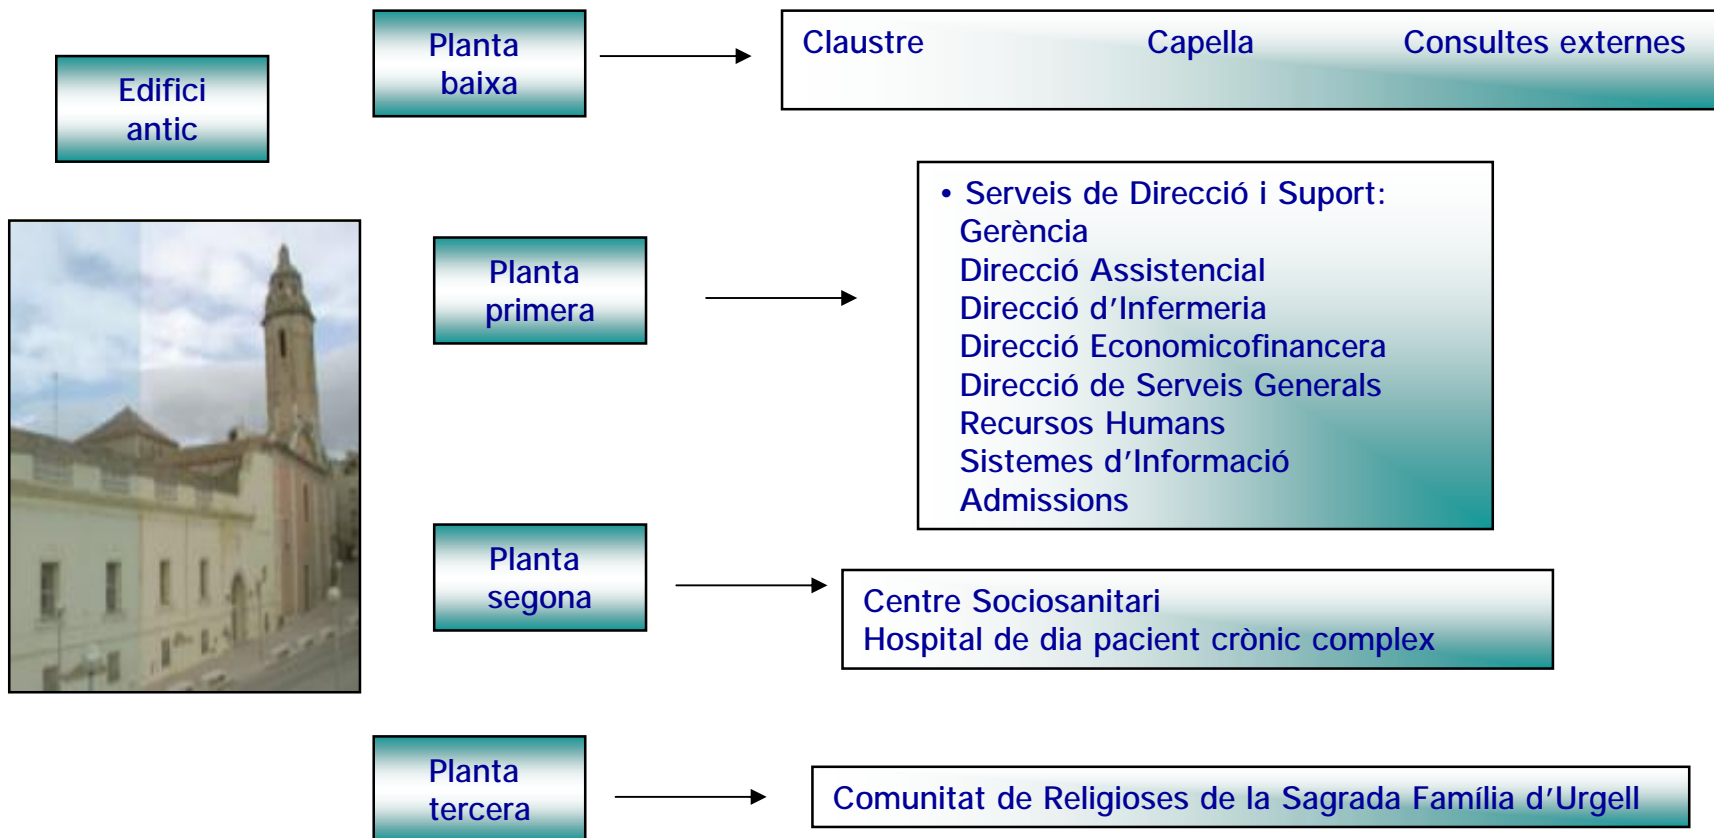 Edifici
antic
Planta
baixa
Claustre Capella Consultes externes
Planta
primera
• Serveis de Direcció i Suport:
Gerència
Direcció Assistencial
Direcció d’Infermeria
Direcció Economicofinancera
Direcció de Serveis Generals
Recursos Humans
Sistemes d’Informació
Admissions
Planta
segona
Centre Sociosanitari
Hospital de dia pacient crònic complex
Planta
tercera
Comunitat de Religioses de la Sagrada Família d’Urgell